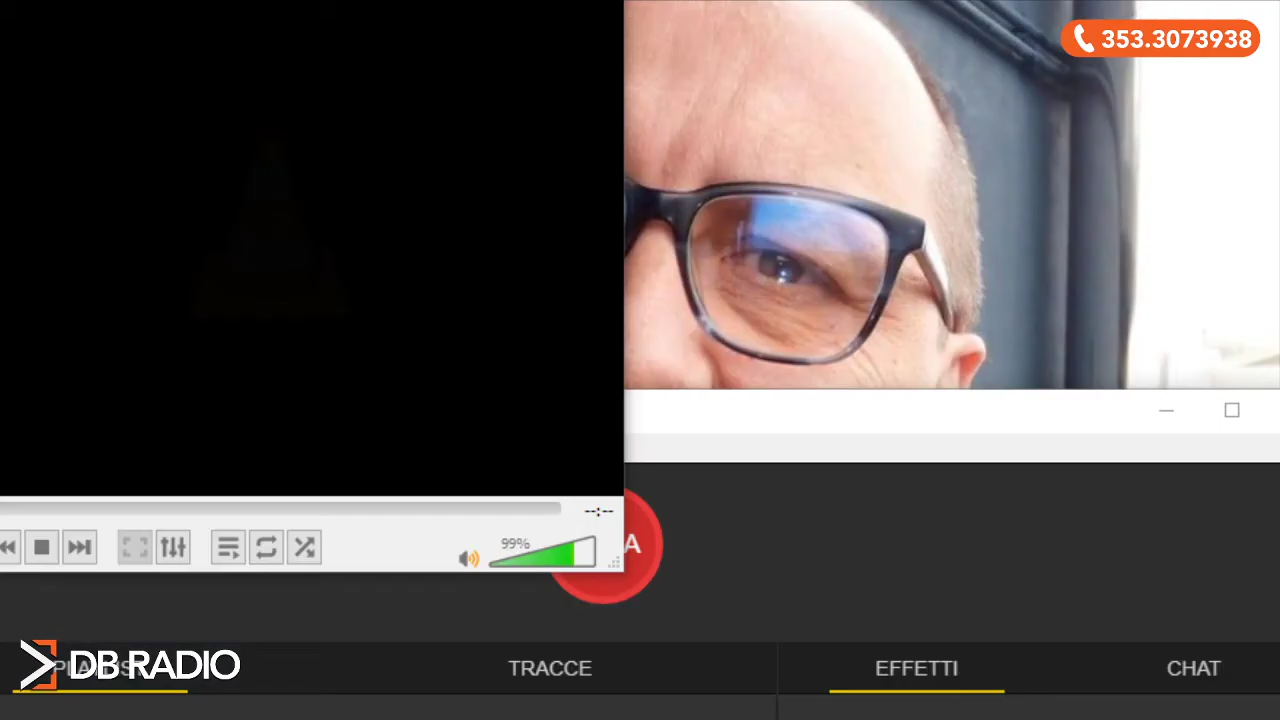 353.3073938
--:--
99%
A
DB RADIO
TRACCE
EFFETTI
CHAT